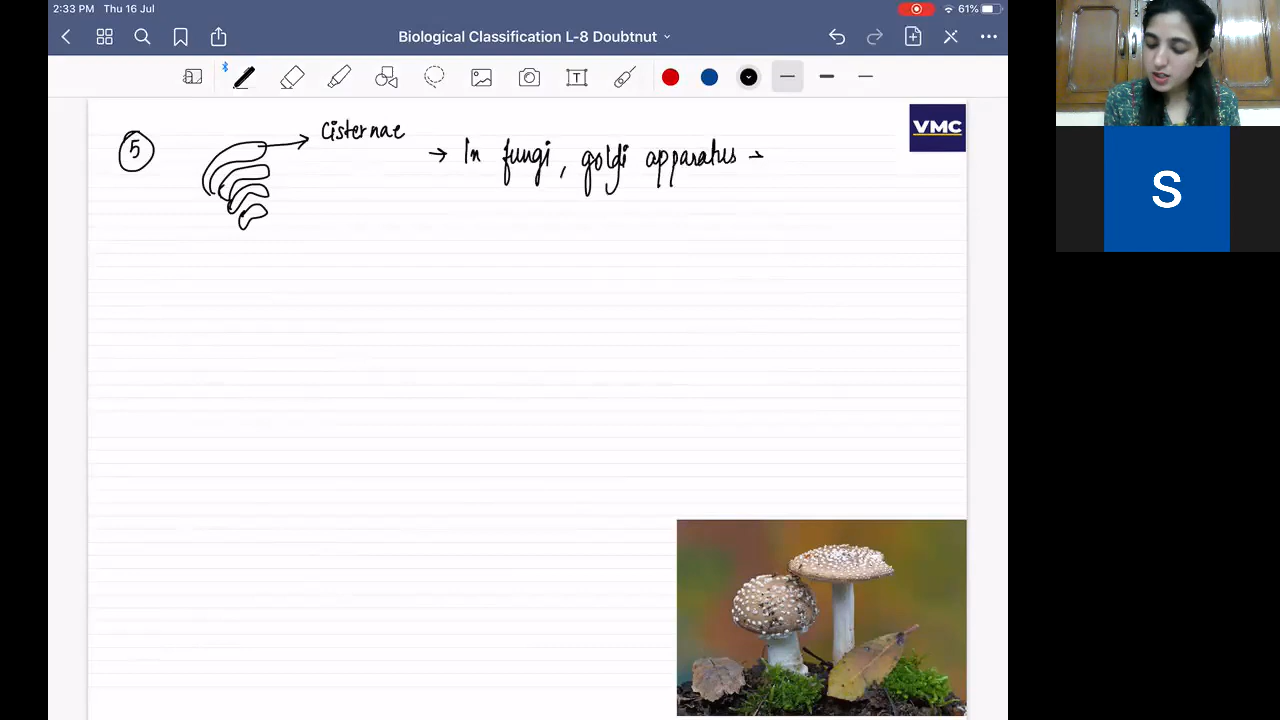 2:33 PM Thu 16 Jul
61%
Biological Classification L-8 Doubtnut
T
5
Cisternae
→ In fungi, golgi apparatus →
VMC
S